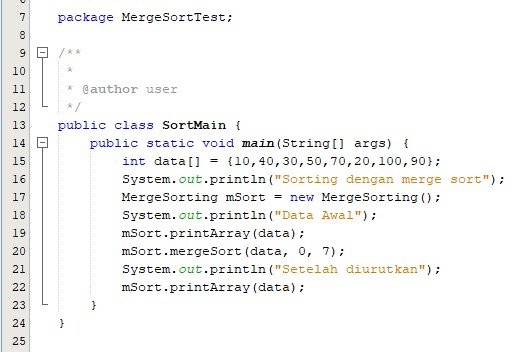 7 package MergeSortTest;
8
9 /**
10 *
11 * @author user
12 */
13 public class SortMain {
14 public static void main(String[] args) {
15 int data[] = {10,40,30,50,70,20,100,90};
16 System.out.println("Sorting dengan merge sort");
17 MergeSorting mSort = new MergeSorting();
18 System.out.println("Data Awal");
19 mSort.printArray(data);
20 mSort.mergeSort(data, 0, 7);
21 System.out.println("Setelah diurutkan");
22 mSort.printArray(data);
23 }
24 }
25